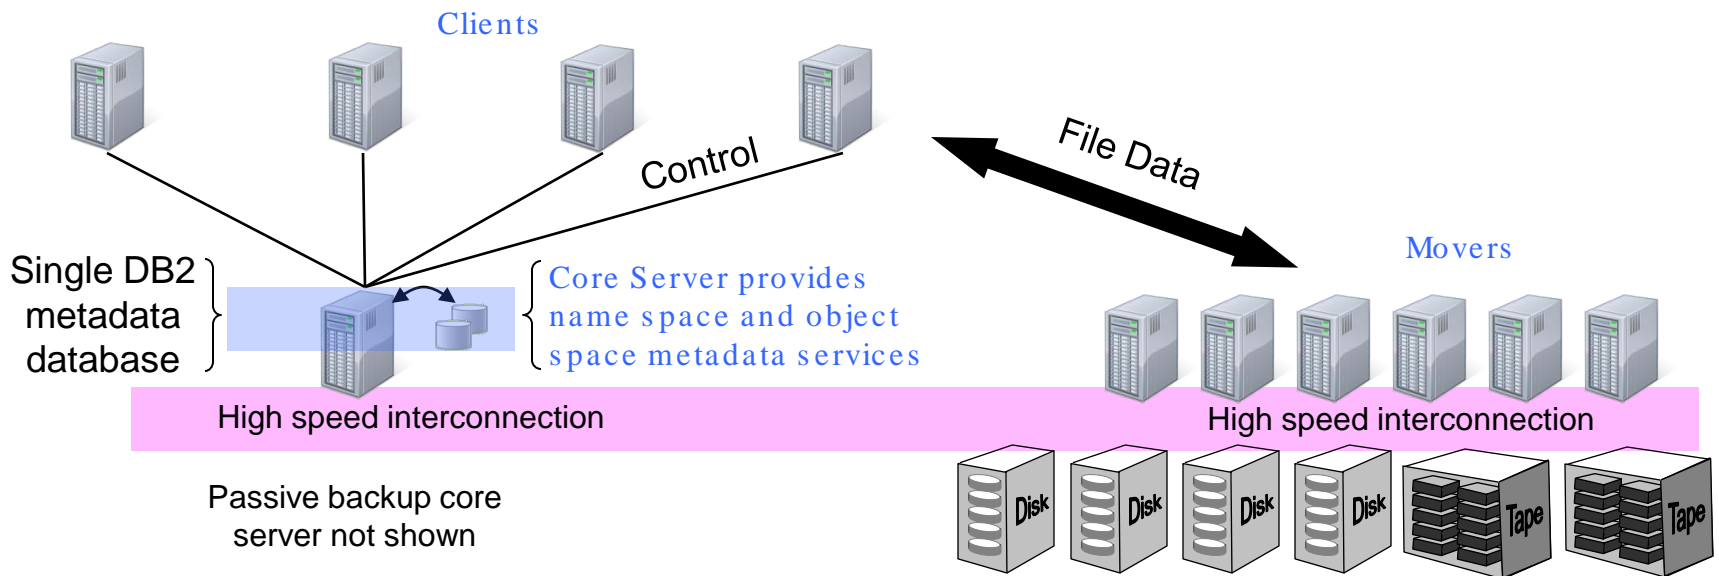 Clients
Control
File Data
Movers
Single DB2
metadata
database
Core Server provides
name space and object
space metadata services
High speed interconnection
High speed interconnection
Passive backup core
server not shown
Disk
Disk
Disk
Disk
Tape
Tape